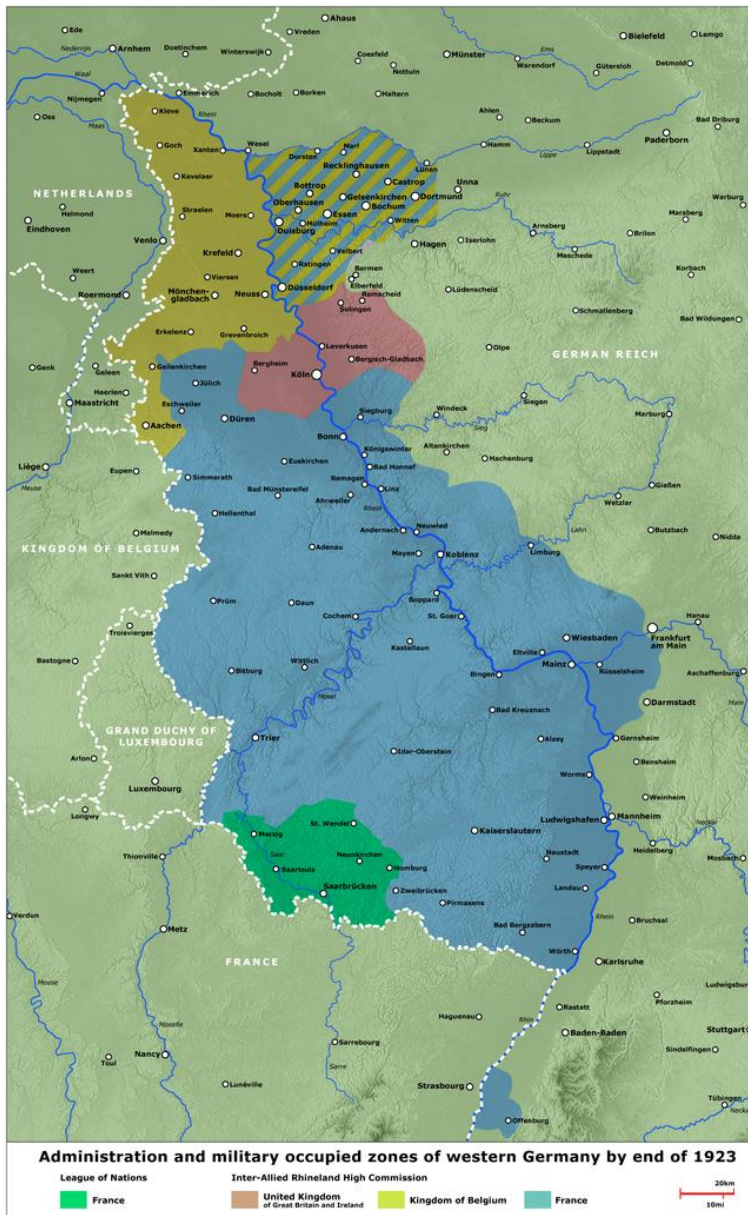 Ahaus
Ede
Vreden
Bielefeld
Lemgo
Nederrijn
Arnhem
Doetinchem
Winterswijk
Coesfeld
Münster
Ems
Waal
Nottuln
Warendorf
Gütersloh
Detmold
Nijmegen
Emmerich
Bocholt
Borken
Haltern
Oss
Maas
Kleve
Rhein
Ahlen
Beckum
Bad Driburg
Goch
Xanten
Wesel
Dorsten
Marl
Lünen
Hamm
Lippe
Lippstadt
Paderborn
Kevelaer
Recklinghausen
Castrop
Unna
NETHERLANDS
Bottrop
Gelsenkirchen
Dortmund
Ruhr
Helmond
Straelen
Moers
Oberhausen
Essen
Bochum
Warburg
Eindhoven
Duisburg
Mülheim
Witten
Arnsberg
Marsberg
Venlo
Krefeld
Velbert
Hagen
Iserlohn
Meschede
Brilon
Weert
Viersen
Ratingen
Barmen
Elberfeld
Korbach
Roermond
Mönchen-
gladbach
Neuss
Düsseldorf
Remscheid
Solingen
Lüdenscheid
Schmallenberg
Bad Wildungen
Erkelenz
Grevenbroich
Leverkusen
Olpe
GERMAN REICH
Genk
Geleen
Geilenkirchen
Bergheim
Bergisch-Gladbach
Heerlen
Jülich
Köln
Maastricht
Eschweiler
Düren
Siegburg
Windeck
Siegen
Marburg
Aachen
Bonn
Sieg
Liège
Meuse
Eupen
Euskirchen
Königswinter
Altenkirchen
Hachenburg
Simmerath
Bad Münstereifel
Remagen
Bad Honnef
Linz
Gießen
Ahrweiler
Rhein
Wetzlar
Hellenthal
Malmedy
Andernach
Neuwied
Lahn
Butzbach
Nidda
KINGDOM OF BELGIUM
Adenau
Mayen
Koblenz
Limburg
Sankt Vith
Prüm
Daun
Cochem
Boppard
St. Goar
Troisvierges
Kastellaun
Wiesbaden
Frankfurt
am Main
Hanau
Bastogne
Bitburg
Wittlich
Mosel
Eltville
Mainz
Bingen
Rüsselsheim
Aschaffenburg
Main
GRAND DUCHY OF
LUXEMBOURG
Bad Kreuznach
Darmstadt
Arlon
Trier
Idar-Oberstein
Alzey
Gernsheim
Bensheim
Luxembourg
Worms
Weinheim
Longwy
Merzig
St. Wendel
Kaiserslautern
Ludwigshafen
Mannheim
Neckar
Thionville
Saar
Saarlouis
Neunkirchen
Homburg
Neustadt
Heidelberg
Mosbach
Speyer
Saarbrücken
Zweibrücken
Pirmasens
Landau
Verdun
Metz
Bad Bergzabern
Rhein
Bruchsal
Wörth
FRANCE
Karlsruhe
Meuse
Moselle
Haguenau
Rhin
Rastatt
Pforzheim
Ludwigsburg
Nancy
Toul
Sarrebourg
Sarre
Baden-Baden
Stuttgart
Sindelfingen
Lunéville
Strasbourg
Tübingen
Offenburg
Administration and military occupied zones of western Germany by end of 1923
League of Nations
Inter-Allied Rhineland High Commission
France
United Kingdom
of Great Britain and Ireland
Kingdom of Belgium
France
20km
10mi